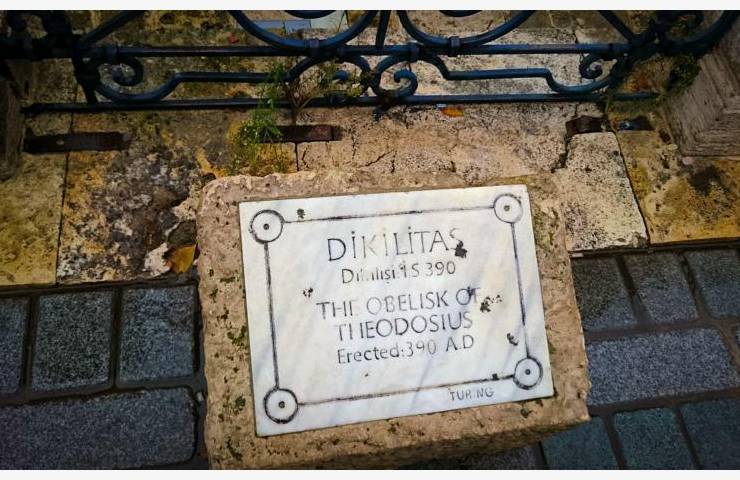 DİKİLİTAŞ
Dikilişi:İ.S 390
THE OBELISK OF
THEODOSIUS
Erected:390 A.D
TURING